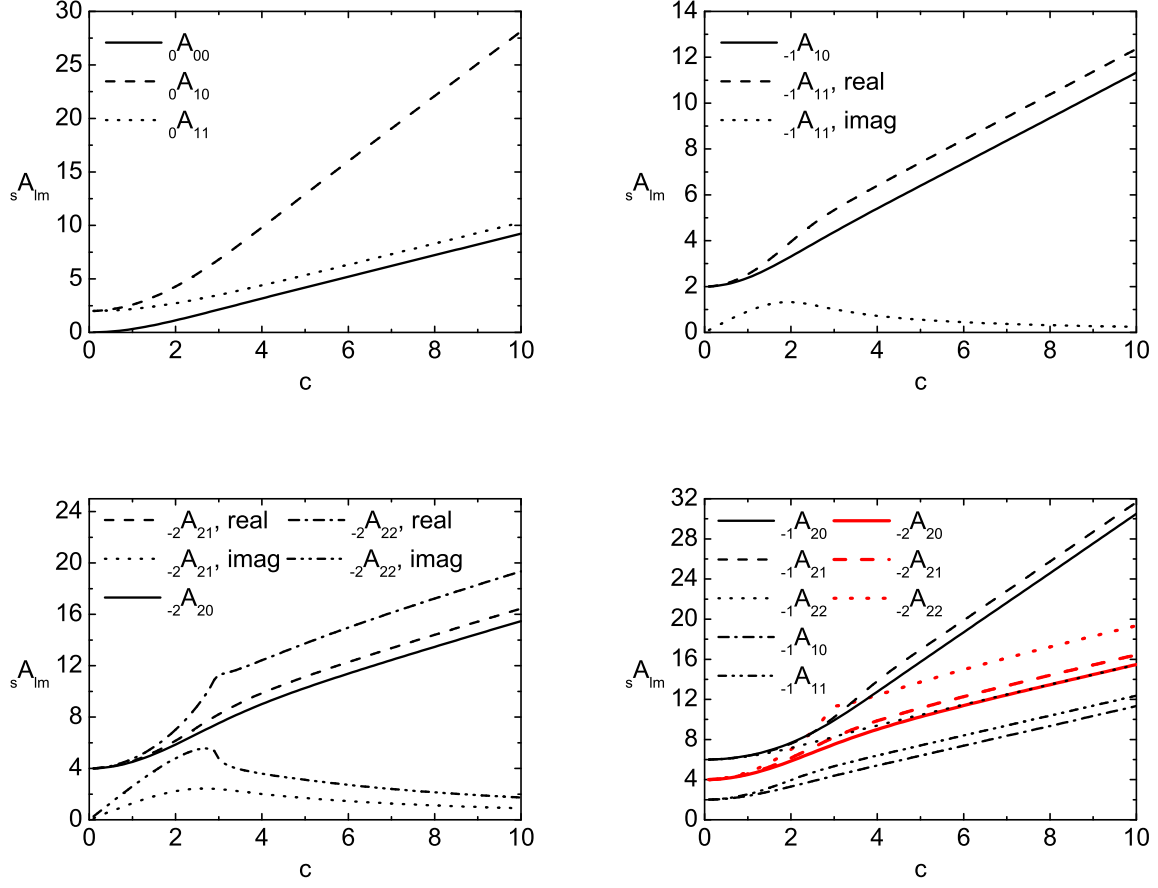 30
25
20
15
10
5
0
0 2 4 6 8 10
sAlm
c
0A00
0A10
0A11
14
12
10
8
6
4
2
0
0 2 4 6 8 10
sAlm
c
-1A10
-1A11, real
-1A11, imag
24
20
16
12
8
4
0
0 2 4 6 8 10
sAlm
c
-2A21, real -2A22, real
-2A21, imag -2A22, imag
-2A20
32
28
24
20
16
12
8
4
0
0 2 4 6 8 10
sAlm
c
-1A20 -2A20
-1A21 -2A21
-1A22 -2A22
-1A10
-1A11